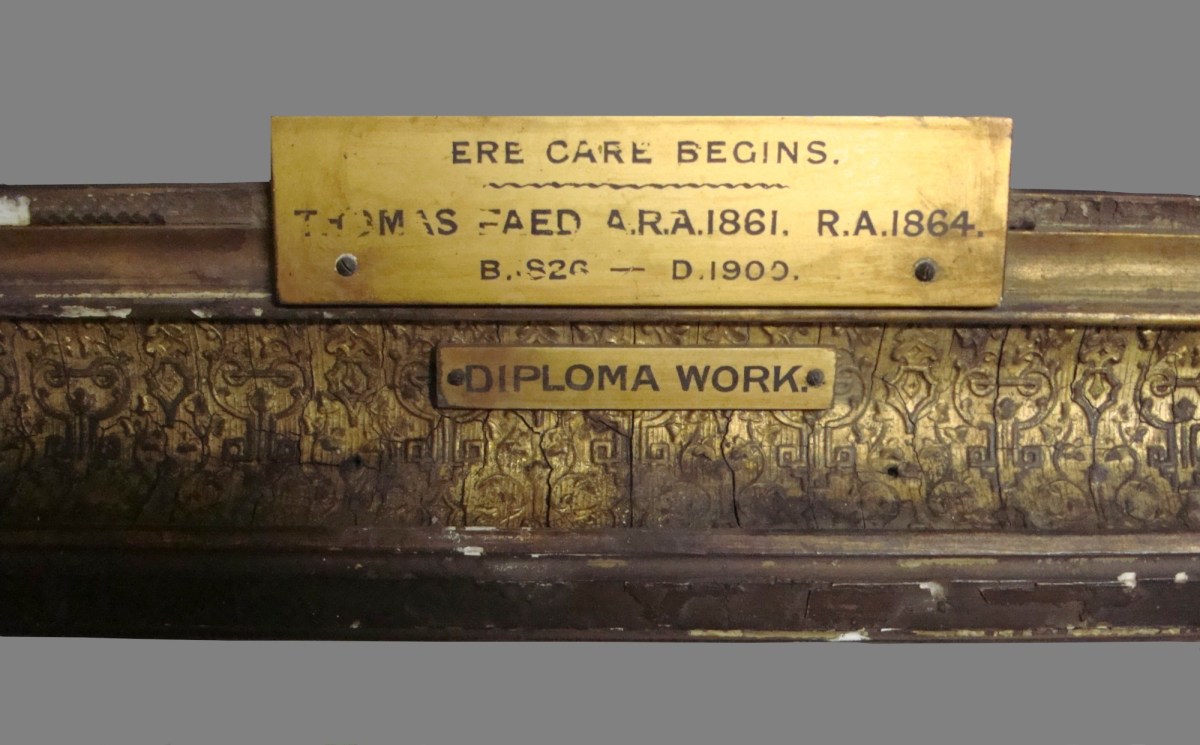 ERE CARE BEGINS.
THOMAS FAED A.R.A.1861. R.A.1864.
B.1826 — D.1900.
DIPLOMA WORK.